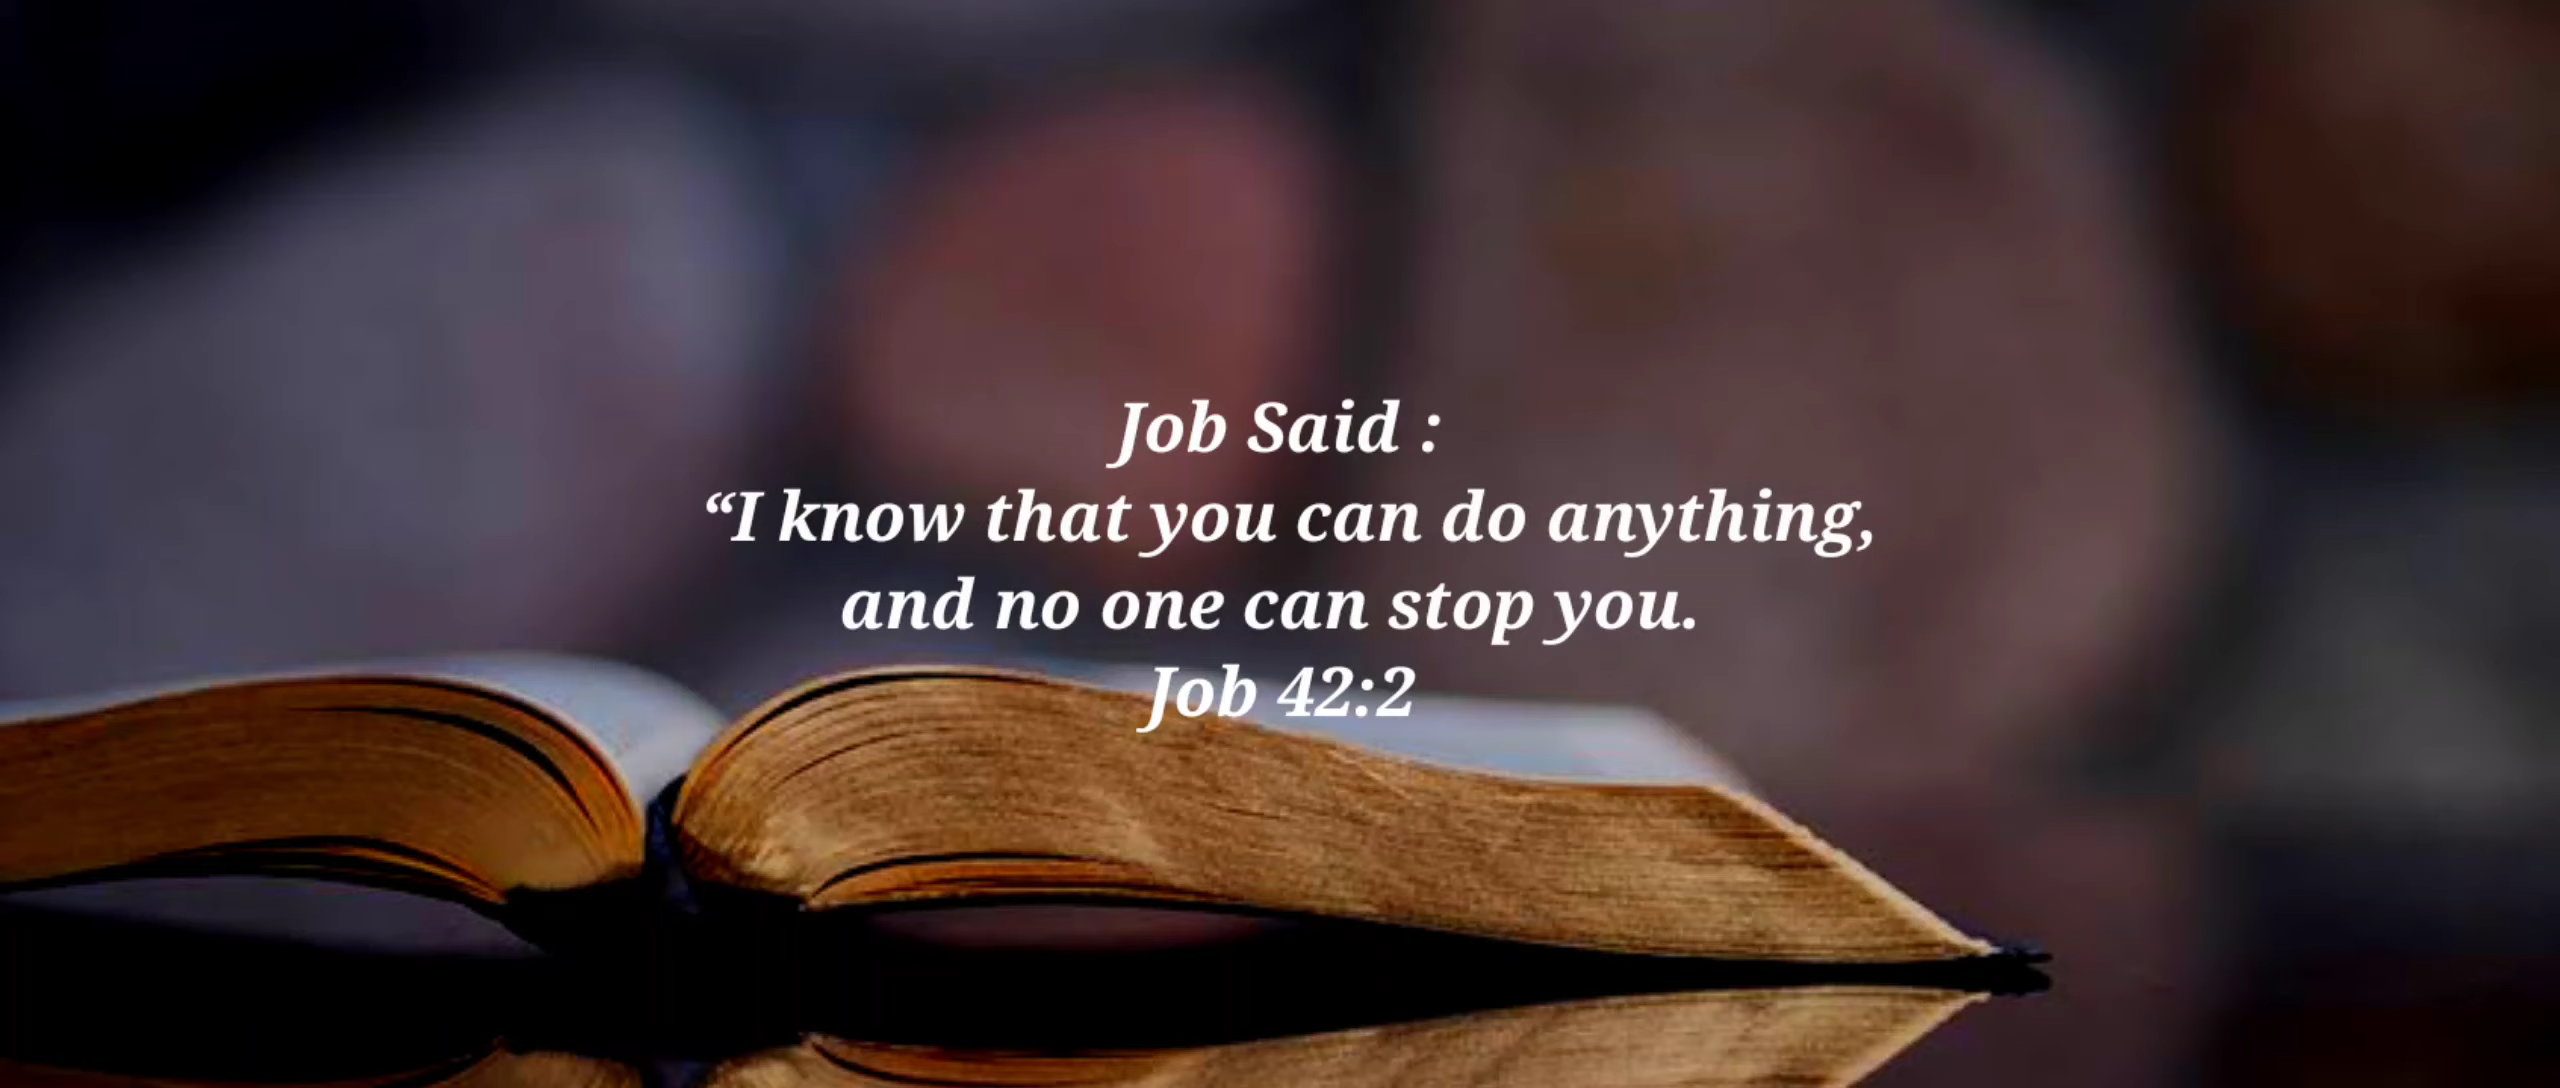 Job Said :
“I know that you can do anything,
and no one can stop you.
Job 42:2